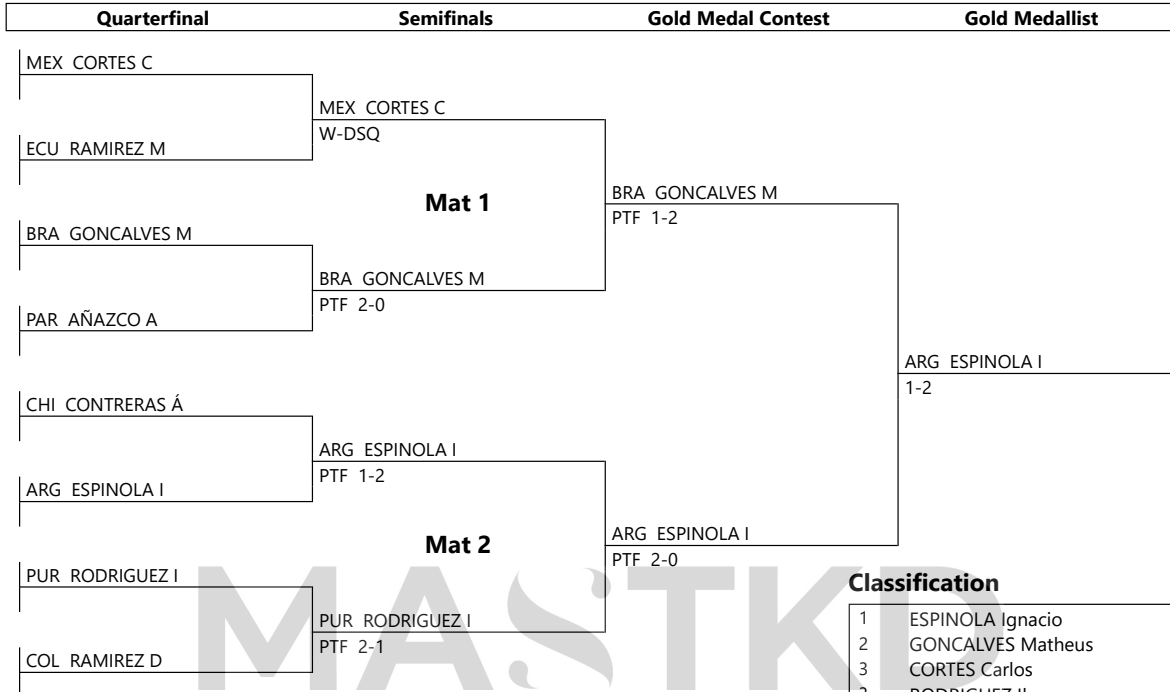 Quarterfinal Semifinals Gold Medal Contest Gold Medallist
MEX CORTES C
MEX CORTES C
W-DSQ
ECU RAMIREZ M
Mat 1
BRA GONCALVES M
PTF 1-2
BRA GONCALVES M
BRA GONCALVES M
PTF 2-0
PAR AÑAZCO A
ARG ESPINOLA I
1-2
CHI CONTRERAS Á
ARG ESPINOLA I
PTF 1-2
ARG ESPINOLA I
Mat 2
ARG ESPINOLA I
PTF 2-0
PUR RODRIGUEZ I
Classification
PUR RODRIGUEZ I
PTF 2-1
COL RAMIREZ D
1 ESPINOLA Ignacio
2 GONCALVES Matheus
3 CORTES Carlos
MASTKD